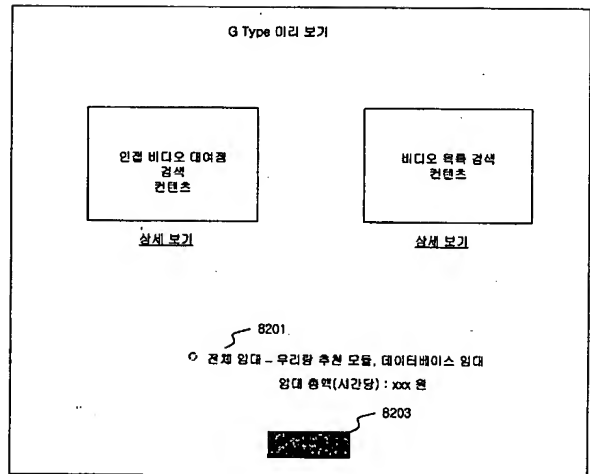 G Type 미리 보기
인접 비디오 대여점
검색
컨텐츠
비디오 목록 검색
컨텐츠
상세 보기
상세 보기
8201
전체 임대 – 무리랑 추천 모듈, 데이터베이스 임대
임대 총액(시간당) : xxx 원
8203